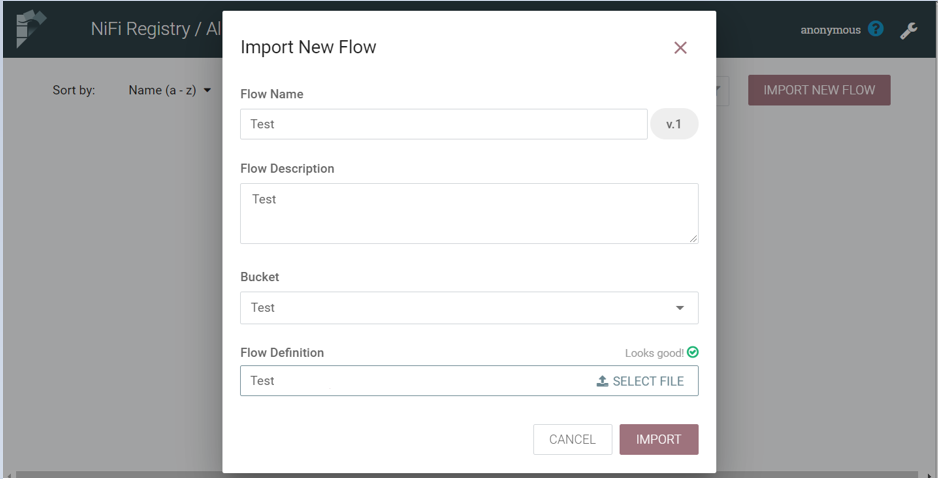 NiFi Registry / Al
anonymous
Import New Flow
Sort by:
Name (a - z)
IMPORT NEW FLOW
Flow Name
Test
v.1
Flow Description
Test
Bucket
Test
Flow Definition
Looks good!
Test
SELECT FILE
CANCEL
IMPORT